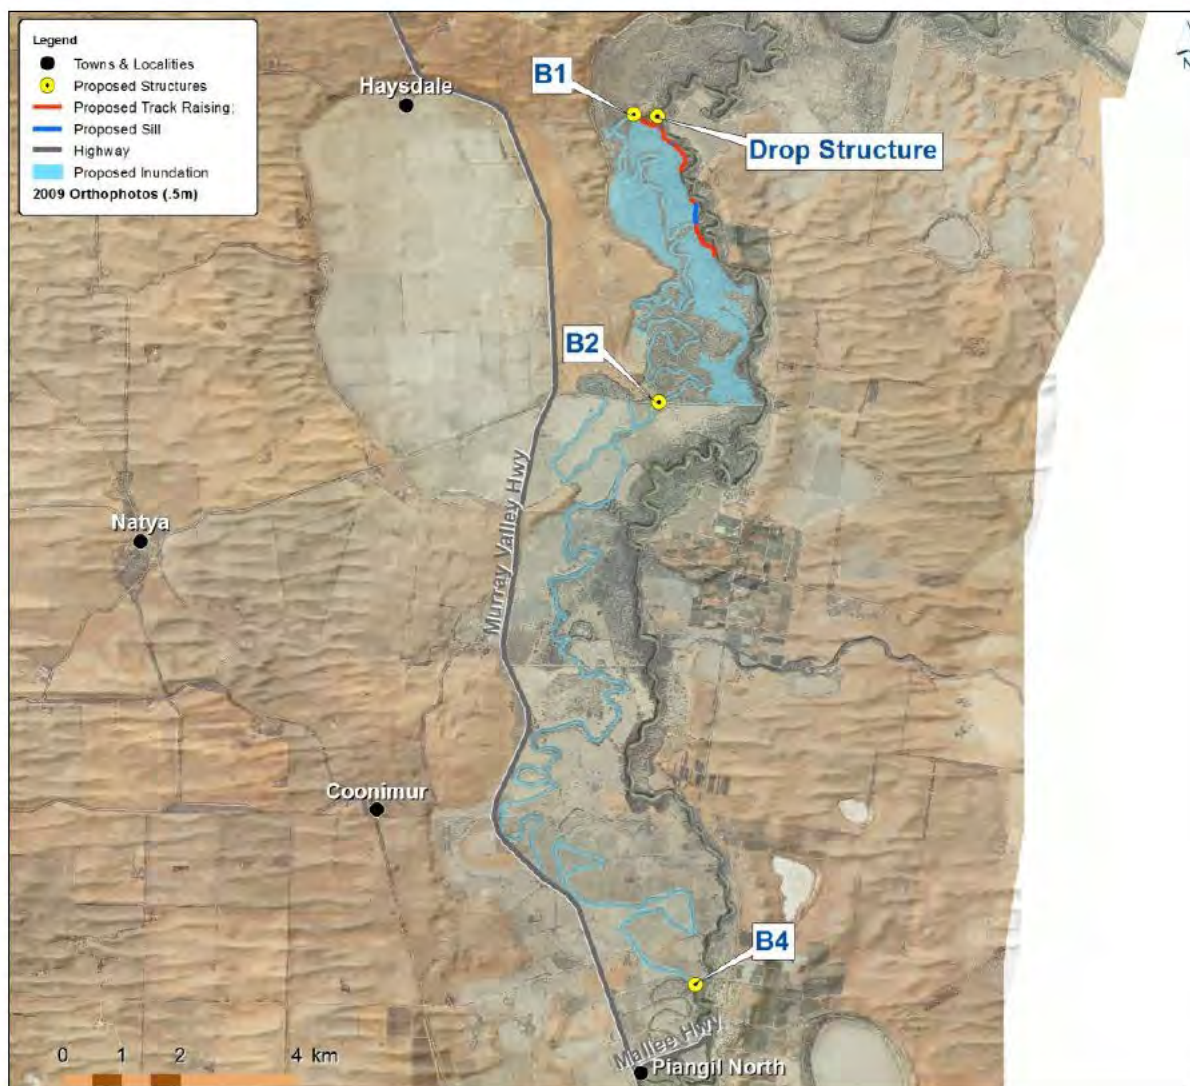 Legend
Towns & Localities
Proposed Structures
Proposed Track Raising;
Proposed Sill
Highway
Proposed Inundation
2009 Orthophotos (.5m)
Haysdale
B1
Drop Structure
B2
Natya
Murray Valley Hwy
Coonimur
B4
Mallee Hwy
Piangil North
0 1 2 4 km
N